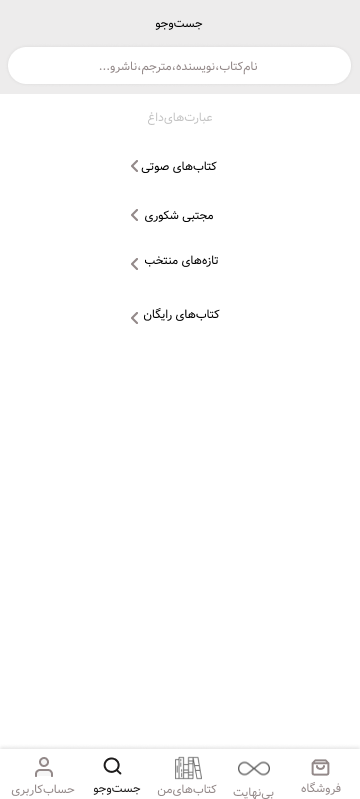 جست‌وجو
نام‌کتاب،نویسنده،مترجم،ناشرو...
عبارت‌های‌داغ
کتاب‌های صوتی
مجتبی شکوری
تازه‌های منتخب
کتاب‌های رایگان
فروشگاه
بی‌نهایت
کتاب‌های‌من
جست‌وجو
حساب‌کاربری